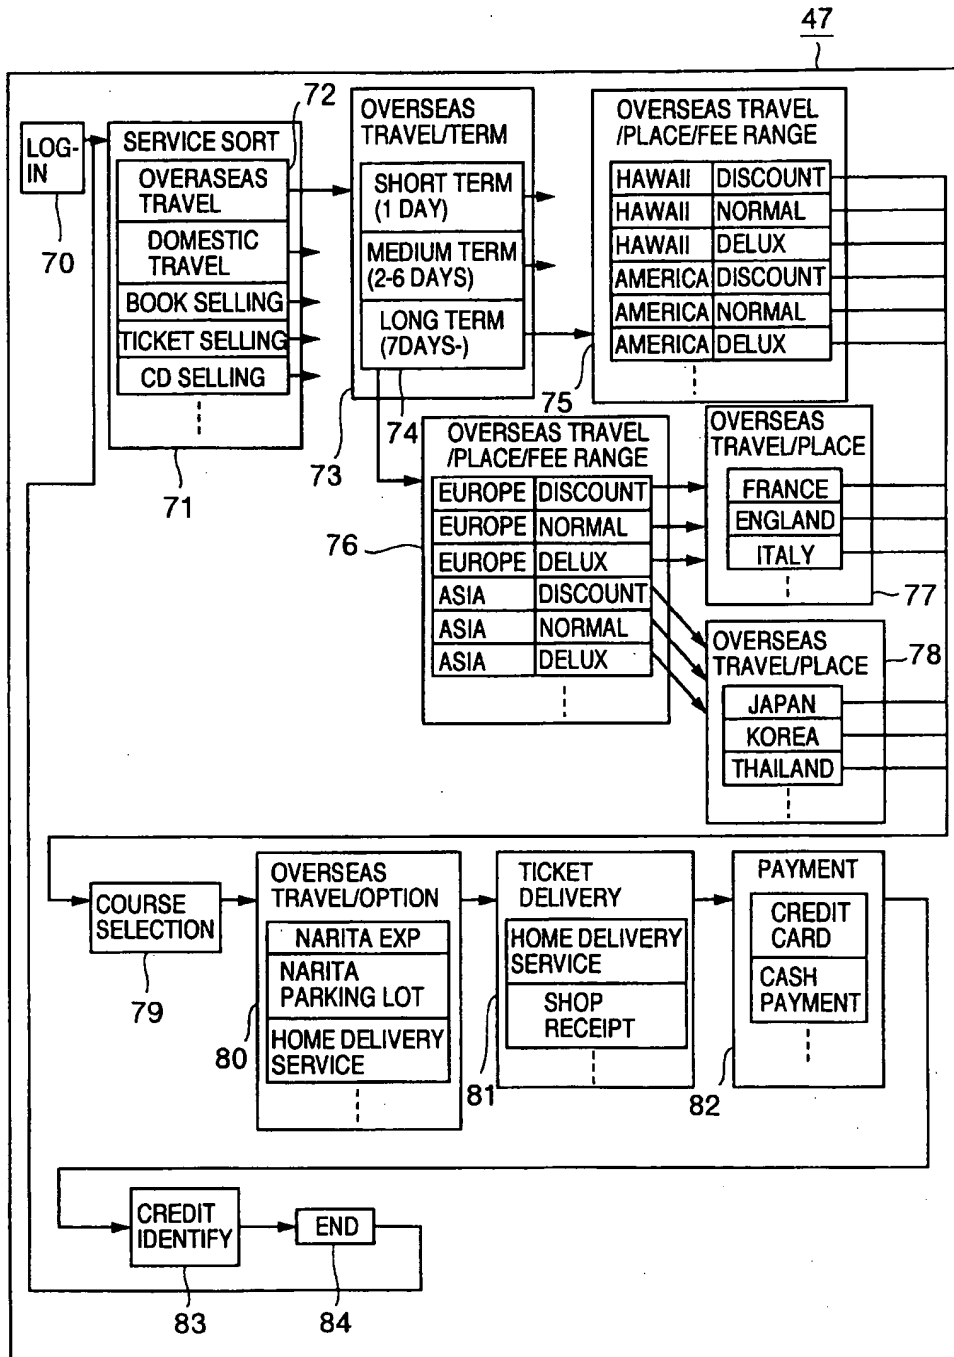 47
LOG-
IN
70
SERVICE SORT
72
OVERASEAS
TRAVEL
DOMESTIC
TRAVEL
BOOK SELLING
TICKET SELLING
CD SELLING
71
OVERSEAS
TRAVEL/TERM
SHORT TERM
(1 DAY)
MEDIUM TERM
(2-6 DAYS)
LONG TERM
(7DAYS-)
73
74
OVERSEAS TRAVEL
/PLACE/FEE RANGE
HAWAII DISCOUNT
HAWAII NORMAL
HAWAII DELUX
AMERICA DISCOUNT
AMERICA NORMAL
AMERICA DELUX
75
OVERSEAS TRAVEL
/PLACE/FEE RANGE
EUROPE DISCOUNT
EUROPE NORMAL
EUROPE DELUX
ASIA DISCOUNT
ASIA NORMAL
ASIA DELUX
76
OVERSEAS
TRAVEL/PLACE
FRANCE
ENGLAND
ITALY
77
OVERSEAS
TRAVEL/PLACE
78
JAPAN
KOREA
THAILAND
COURSE
SELECTION
79
OVERSEAS
TRAVEL/OPTION
NARITA EXP
NARITA
PARKING LOT
HOME DELIVERY
SERVICE
80
TICKET
DELIVERY
HOME DELIVERY
SERVICE
SHOP
RECEIPT
81
PAYMENT
CREDIT
CARD
CASH
PAYMENT
82
CREDIT
IDENTIFY
83
END
84